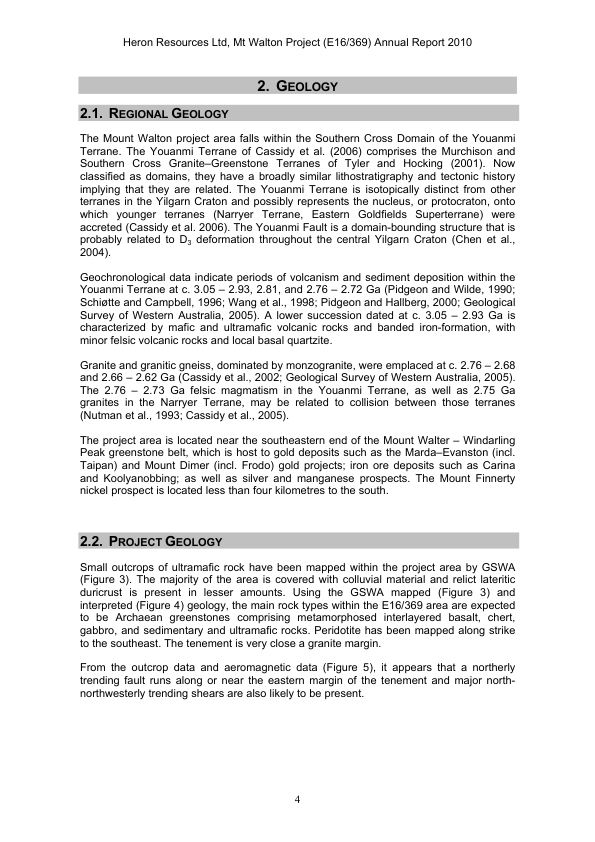 Heron Resources Ltd, Mt Walton Project (E16/369) Annual Report 2010
2. GEOLOGY
2.1. REGIONAL GEOLOGY
The Mount Walton project area falls within the Southern Cross Domain of the Youanmi
Terrane. The Youanmi Terrane of Cassidy et al. (2006) comprises the Murchison and
Southern Cross Granite–Greenstone Terranes of Tyler and Hocking (2001). Now
classified as domains, they have a broadly similar lithostratigraphy and tectonic history
implying that they are related. The Youanmi Terrane is isotopically distinct from other
terranes in the Yilgarn Craton and possibly represents the nucleus, or protocraton, onto
which younger terranes (Narryer Terrane, Eastern Goldfields Superterrane) were
accreted (Cassidy et al. 2006). The Youanmi Fault is a domain-bounding structure that is
probably related to D3 deformation throughout the central Yilgarn Craton (Chen et al.,
2004).
Geochronological data indicate periods of volcanism and sediment deposition within the
Youanmi Terrane at c. 3.05 – 2.93, 2.81, and 2.76 – 2.72 Ga (Pidgeon and Wilde, 1990;
Schiøtte and Campbell, 1996; Wang et al., 1998; Pidgeon and Hallberg, 2000; Geological
Survey of Western Australia, 2005). A lower succession dated at c. 3.05 – 2.93 Ga is
characterized by mafic and ultramafic volcanic rocks and banded iron-formation, with
minor felsic volcanic rocks and local basal quartzite.
Granite and granitic gneiss, dominated by monzogranite, were emplaced at c. 2.76 – 2.68
and 2.66 – 2.62 Ga (Cassidy et al., 2002; Geological Survey of Western Australia, 2005).
The 2.76 – 2.73 Ga felsic magmatism in the Youanmi Terrane, as well as 2.75 Ga
granites in the Narryer Terrane, may be related to collision between those terranes
(Nutman et al., 1993; Cassidy et al., 2005).
The project area is located near the southeastern end of the Mount Walter – Windarling
Peak greenstone belt, which is host to gold deposits such as the Marda–Evanston (incl.
Taipan) and Mount Dimer (incl. Frodo) gold projects; iron ore deposits such as Carina
and Koolyanobbing; as well as silver and manganese prospects. The Mount Finnerty
nickel prospect is located less than four kilometres to the south.
2.2. PROJECT GEOLOGY
Small outcrops of ultramafic rock have been mapped within the project area by GSWA
(Figure 3). The majority of the area is covered with colluvial material and relict lateritic
duricrust is present in lesser amounts. Using the GSWA mapped (Figure 3) and
interpreted (Figure 4) geology, the main rock types within the E16/369 area are expected
to be Archaean greenstones comprising metamorphosed interlayered basalt, chert,
gabbro, and sedimentary and ultramafic rocks. Peridotite has been mapped along strike
to the southeast. The tenement is very close a granite margin.
From the outcrop data and aeromagnetic data (Figure 5), it appears that a northerly
trending fault runs along or near the eastern margin of the tenement and major north-
northwesterly trending shears are also likely to be present.
4